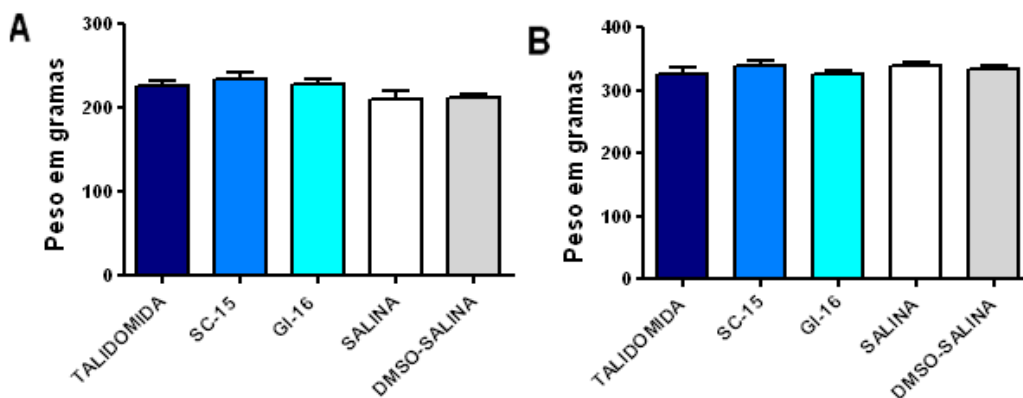 A
Peso em gramas
300
200
100
0
TALIDOMIDA
SC-15
GI-16
SALINA
DMSO-SALINA
B
Peso em gramas
400
300
200
100
0
TALIDOMIDA
SC-15
GI-16
SALINA
DMSO-SALINA